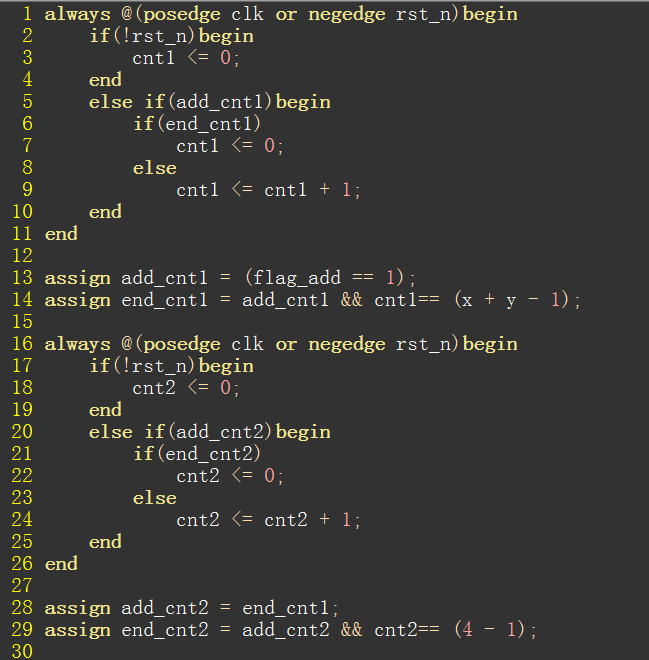 1 always @(posedge clk or negedge rst_n)begin
2     if(!rst_n)begin
3         cnt1 <= 0;
4     end
5     else if(add_cnt1)begin
6         if(end_cnt1)
7             cnt1 <= 0;
8         else
9             cnt1 <= cnt1 + 1;
10     end
11 end
12
13 assign add_cnt1 = (flag_add == 1);
14 assign end_cnt1 = add_cnt1 && cnt1== (x + y - 1);
15
16 always @(posedge clk or negedge rst_n)begin
17     if(!rst_n)begin
18         cnt2 <= 0;
19     end
20     else if(add_cnt2)begin
21         if(end_cnt2)
22             cnt2 <= 0;
23         else
24             cnt2 <= cnt2 + 1;
25     end
26 end
27
28 assign add_cnt2 = end_cnt1;
29 assign end_cnt2 = add_cnt2 && cnt2== (4 - 1);
30